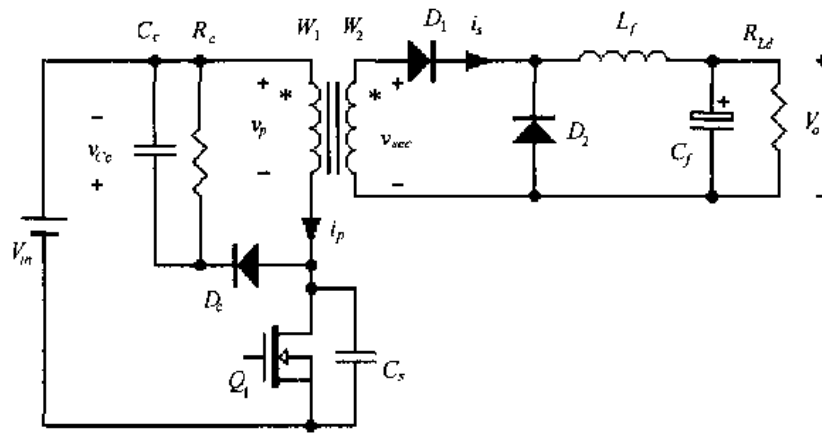 C_c R_c W_1 W_2 D_1 i_s L_f R_Ld
+ * * + +
− v_p + V_o
v_Cc v_sec D_2 C_f
+ − −
V_in i_p −
D_c
Q_1 C_s